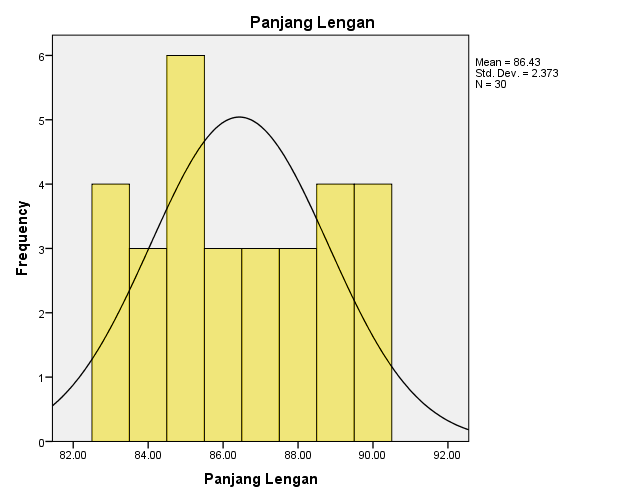 Panjang Lengan
Mean = 86.43
Std. Dev. = 2.373
N = 30
6
5
4
3
2
1
0
Frequency
82.00 84.00 86.00 88.00 90.00 92.00
Panjang Lengan